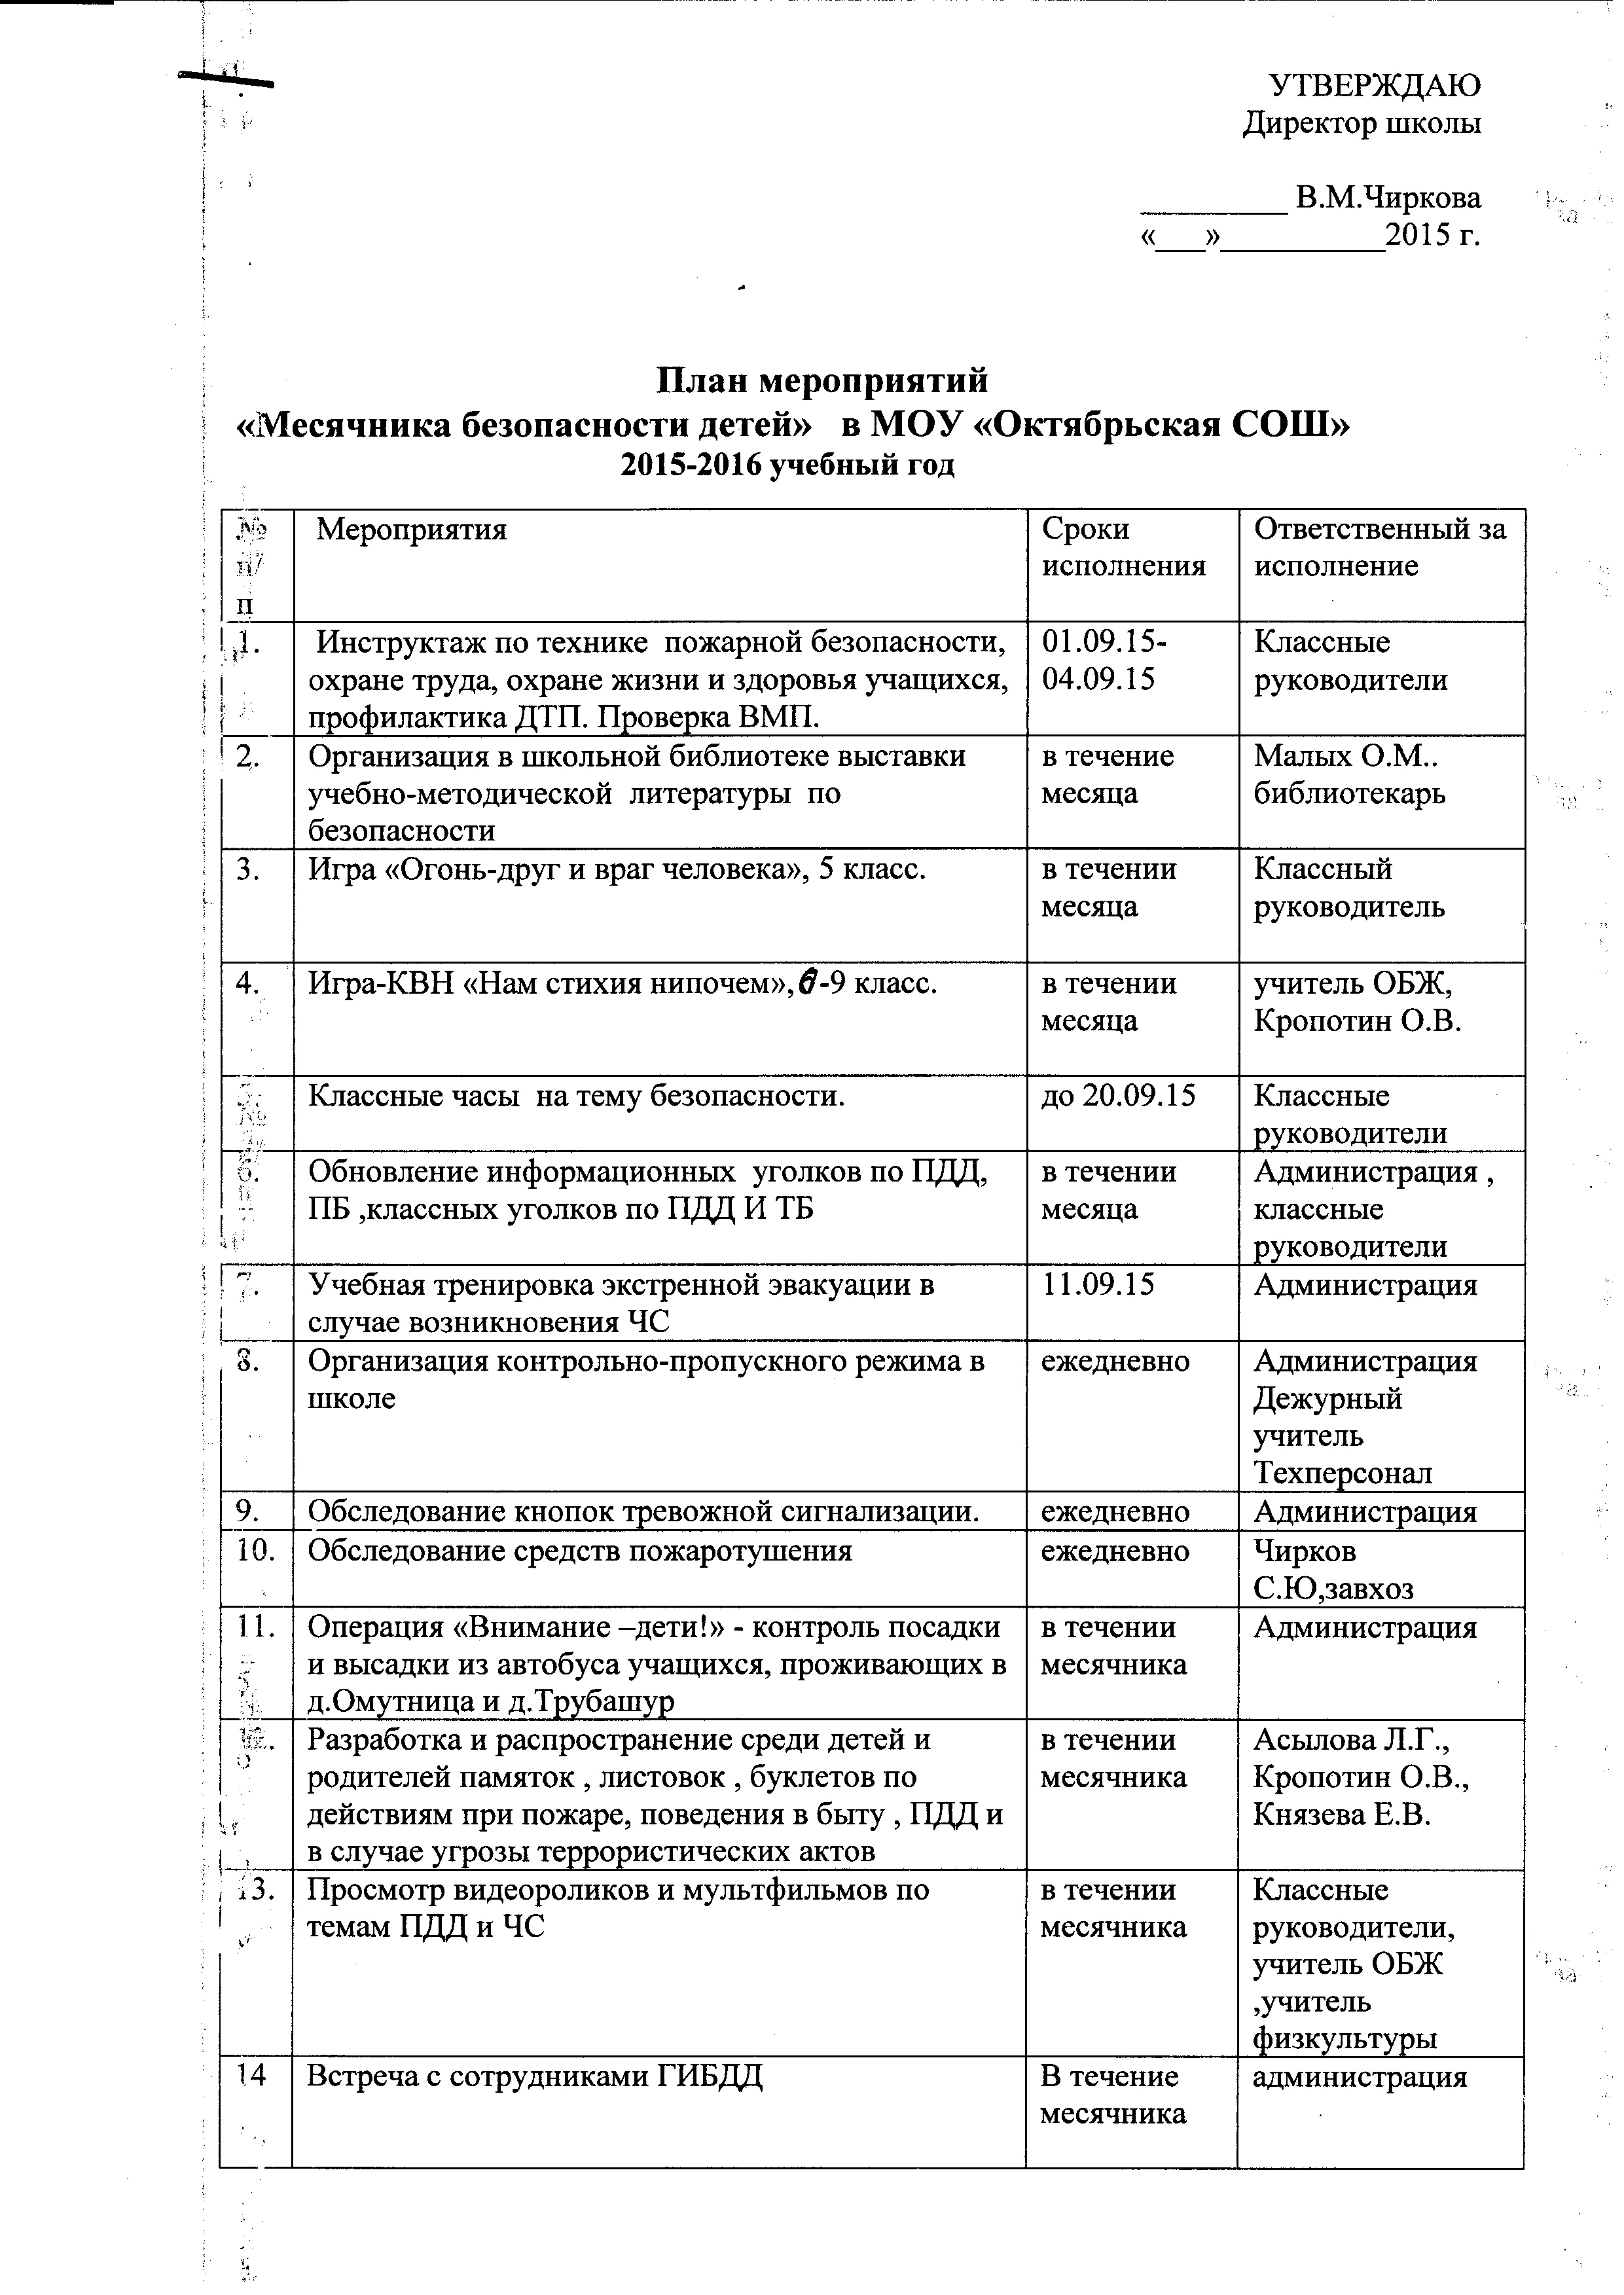 УТВЕРЖДАЮ
Директор школы
_________ В.М.Чиркова
«___»__________2015 г.
План мероприятий
«Месячника безопасности детей» в МОУ «Октябрьская СОШ»
2015-2016 учебный год
№ п/п Мероприятия Сроки исполнения Ответственный за исполнение
1. Инструктаж по технике пожарной безопасности, 01.09.15- Классные
охране труда, охране жизни и здоровья учащихся, 04.09.15 руководители
профилактика ДТП. Проверка ВМП.
2. Организация в школьной библиотеке выставки в течение Малых О.М..
учебно-методической литературы по месяца библиотекарь
безопасности
3. Игра «Огонь-друг и враг человека», 5 класс. в течении Классный
месяца руководитель
4. Игра-КВН «Нам стихия нипочем», 6-9 класс. в течении учитель ОБЖ,
месяца Кропотин О.В.
5. Классные часы на тему безопасности. до 20.09.15 Классные
руководители
6. Обновление информационных уголков по ПДД, в течении Администрация ,
ПБ ,классных уголков по ПДД И ТБ месяца классные
руководители
7. Учебная тренировка экстренной эвакуации в 11.09.15 Администрация
случае возникновения ЧС
8. Организация контрольно-пропускного режима в ежедневно Администрация
школе Дежурный
учитель
Техперсонал
9. Обследование кнопок тревожной сигнализации. ежедневно Администрация
10. Обследование средств пожаротушения ежедневно Чирков
С.Ю,завхоз
11. Операция «Внимание –дети!» - контроль посадки в течении Администрация
и высадки из автобуса учащихся, проживающих в месячника
д.Омутница и д.Трубашур
12. Разработка и распространение среди детей и в течении Асылова Л.Г.,
родителей памяток , листовок , буклетов по месячника Кропотин О.В.,
действиям при пожаре, поведения в быту , ПДД и Князева Е.В.
в случае угрозы террористических актов
13. Просмотр видеороликов и мультфильмов по в течении Классные
темам ПДД и ЧС месячника руководители,
учитель ОБЖ
,учитель
физкультуры
14 Встреча с сотрудниками ГИБДД В течение администрация
месячника